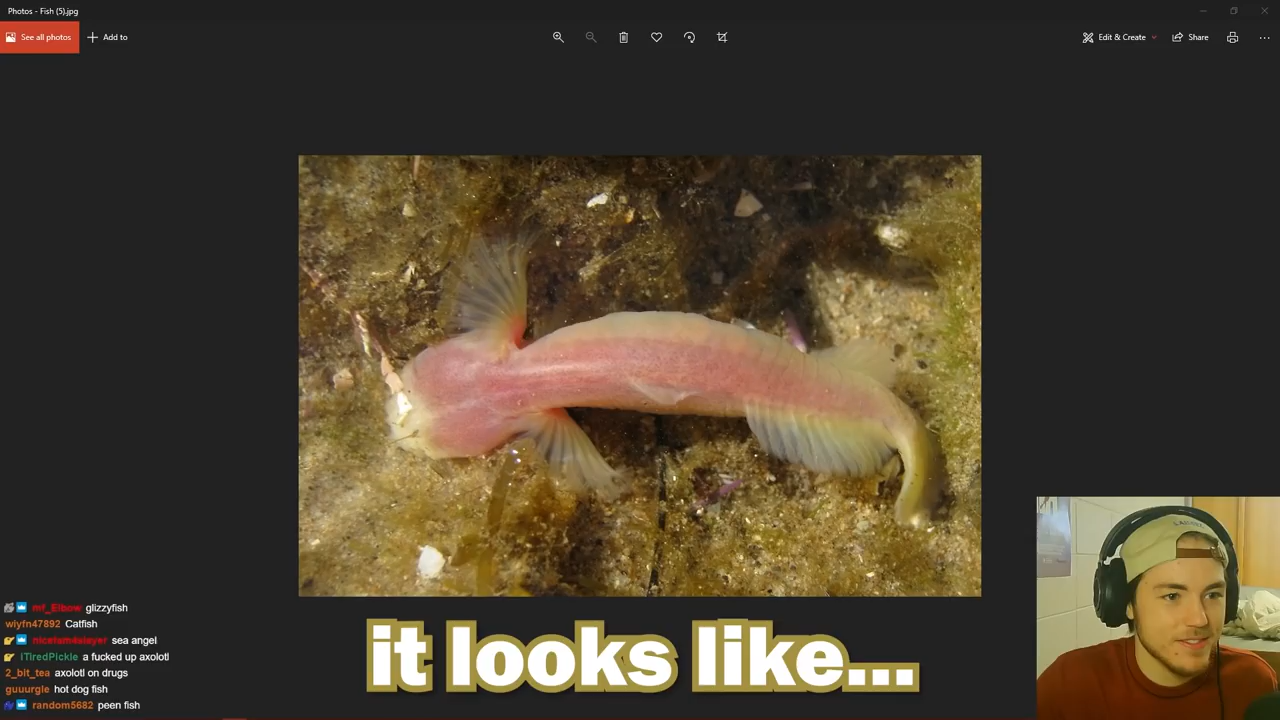 Photos - Fish (5).jpg
See all photos
Add to
Edit & Create
Share
mf_Elbow glizzyfish
wiyfn47892 Catfish
sea angel
iTiredPickle a fucked up axolotl
2_bit_tea axolotl on drugs
guuurgle hot dog fish
random5682 peen fish
it looks like...